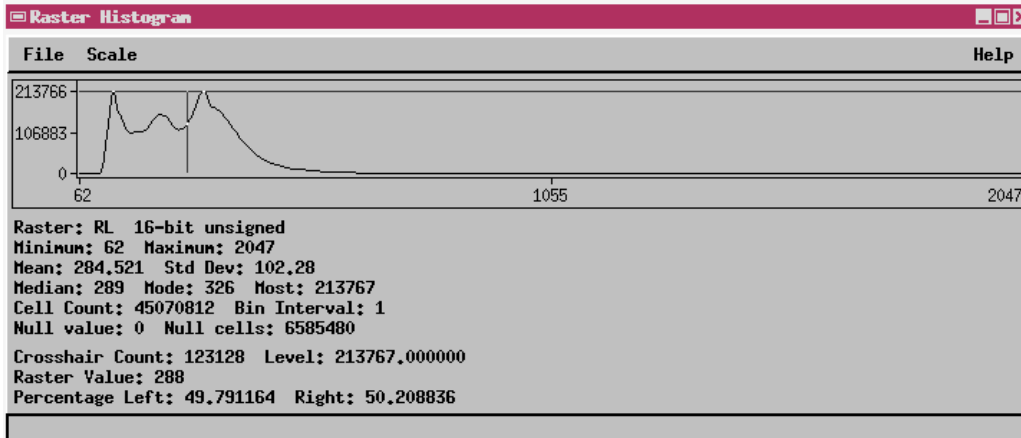 Raster Histogram
File Scale Help
213766
106883
0
62 1055 2047
Raster: RL 16-bit unsigned
Minimum: 62 Maximum: 2047
Mean: 284.521 Std Dev: 102.28
Median: 289 Mode: 326 Most: 213767
Cell Count: 45070812 Bin Interval: 1
Null value: 0 Null cells: 6585480
Crosshair Count: 123128 Level: 213767.000000
Raster Value: 288
Percentage Left: 49.791164 Right: 50.208836